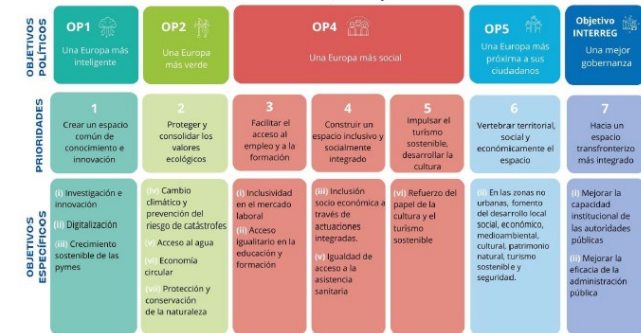 OBJETIVOS POLÍTICOS
OP1
Una Europa más
inteligente
OP2
Una Europa
más verde
OP4
Una Europa más social
OP5
Una Europa más
próxima a sus
ciudadanos
Objetivo
INTERREG
Una mejor
gobernanza
PRIORIDADES
1
Crear un espacio
común de
conocimiento e
innovación
2
Proteger y
consolidar los
valores
ecológicos
3
Facilitar el
acceso al
empleo y a la
formación
4
Construir un
espacio inclusivo y
socialmente
integrado
5
Impulsar el
turismo
sostenible,
desarrollar la
cultura
6
Vertebrar territorial,
social y
económicamente el
espacio
7
Hacia un
espacio
transfronterizo
más integrado
OBJETIVOS
ESPECÍFICOS
(i) Investigación e
innovación
(ii) Digitalización
(iii) Crecimiento
sostenible de las
pymes
(iv) Cambio
climático y
prevención del
riesgo de catástrofes
(v) Acceso al agua
(vi) Economía
circular
(vii) Protección y
conservación
de la naturaleza
(i) Inclusividad
en el mercado
laboral
(ii) Acceso
igualitario en la
educación y
formación
(iii) Inclusión
socio económica a
través de
actuaciones
integradas.
(v) Igualdad de
acceso a la
asistencia
sanitaria
(vi) Refuerzo del
papel de la
cultura y el
turismo
sostenible
(ii) En las zonas no
urbanas, fomento
del desarrollo local
social, económico,
medioambiental,
cultural, patrimonio
natural, turismo
sostenible y
seguridad.
(i) Mejorar la
capacidad
institucional de
las autoridades
públicas
(ii) Mejorar la
eficacia de la
administración
pública